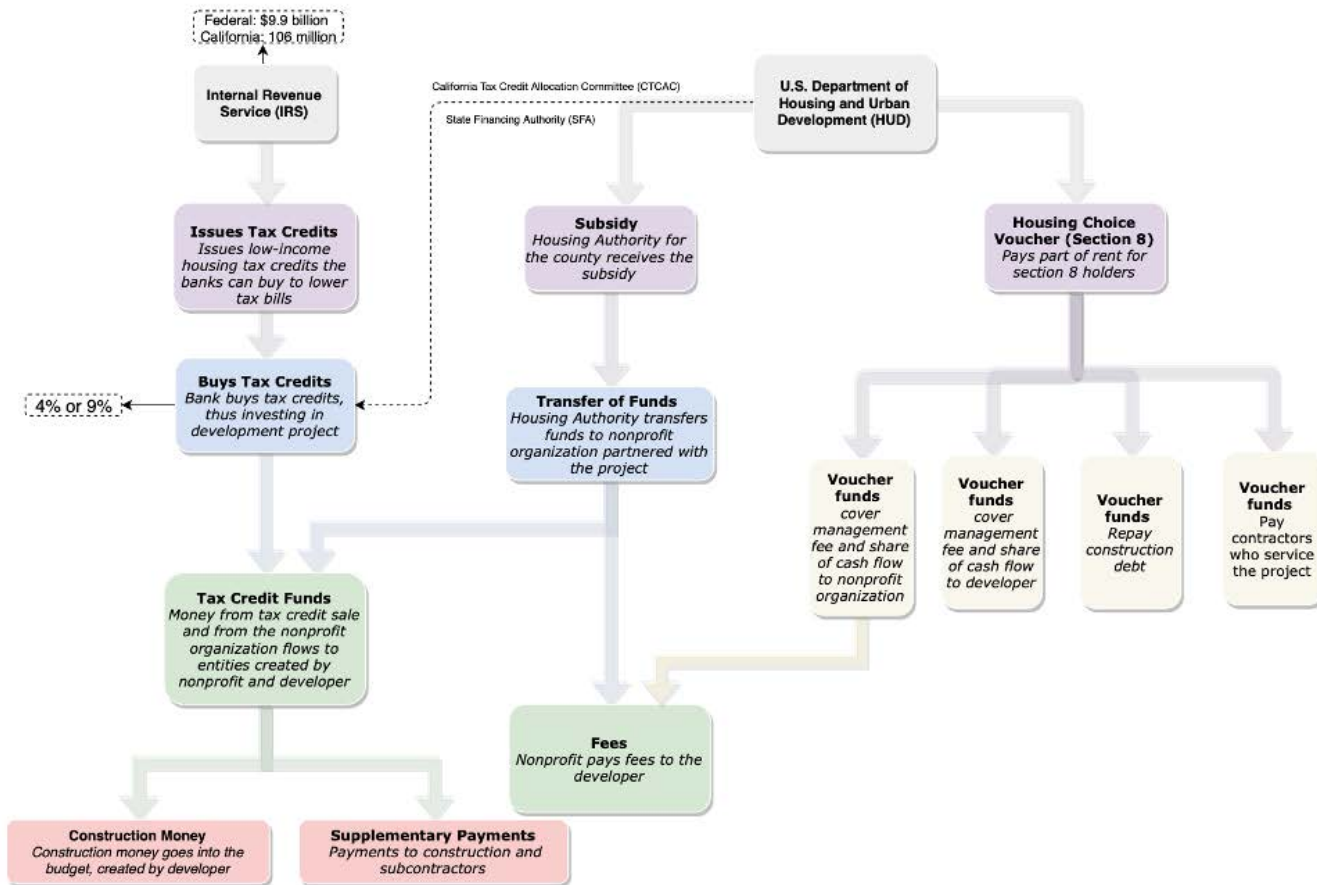 Federal: $9.9 billion
California: 106 million
Internal Revenue
Service (IRS)
California Tax Credit Allocation Committee (CTCAC)
State Financing Authority (SFA)
U.S. Department of
Housing and Urban
Development (HUD)
Issues Tax Credits
Issues low-income
housing tax credits the
banks can buy to lower
tax bills
Subsidy
Housing Authority for
the county receives the
subsidy
Housing Choice
Voucher (Section 8)
Pays part of rent for
section 8 holders
4% or 9%
Buys Tax Credits
Bank buys tax credits,
thus investing in
development project
Transfer of Funds
Housing Authority transfers
funds to nonprofit
organization partnered with
the project
Voucher
funds
cover
management
fee and share
of cash flow
to nonprofit
organization
Voucher
funds
cover
management
fee and share
of cash flow
to developer
Voucher
funds
Repay
construction
debt
Voucher
funds
Pay
contractors
who service
the project
Tax Credit Funds
Money from tax credit sale
and from the nonprofit
organization flows to
entities created by
nonprofit and developer
Fees
Nonprofit pays fees to the
developer
Construction Money
Construction money goes into the
budget, created by developer
Supplementary Payments
Payments to construction and
subcontractors